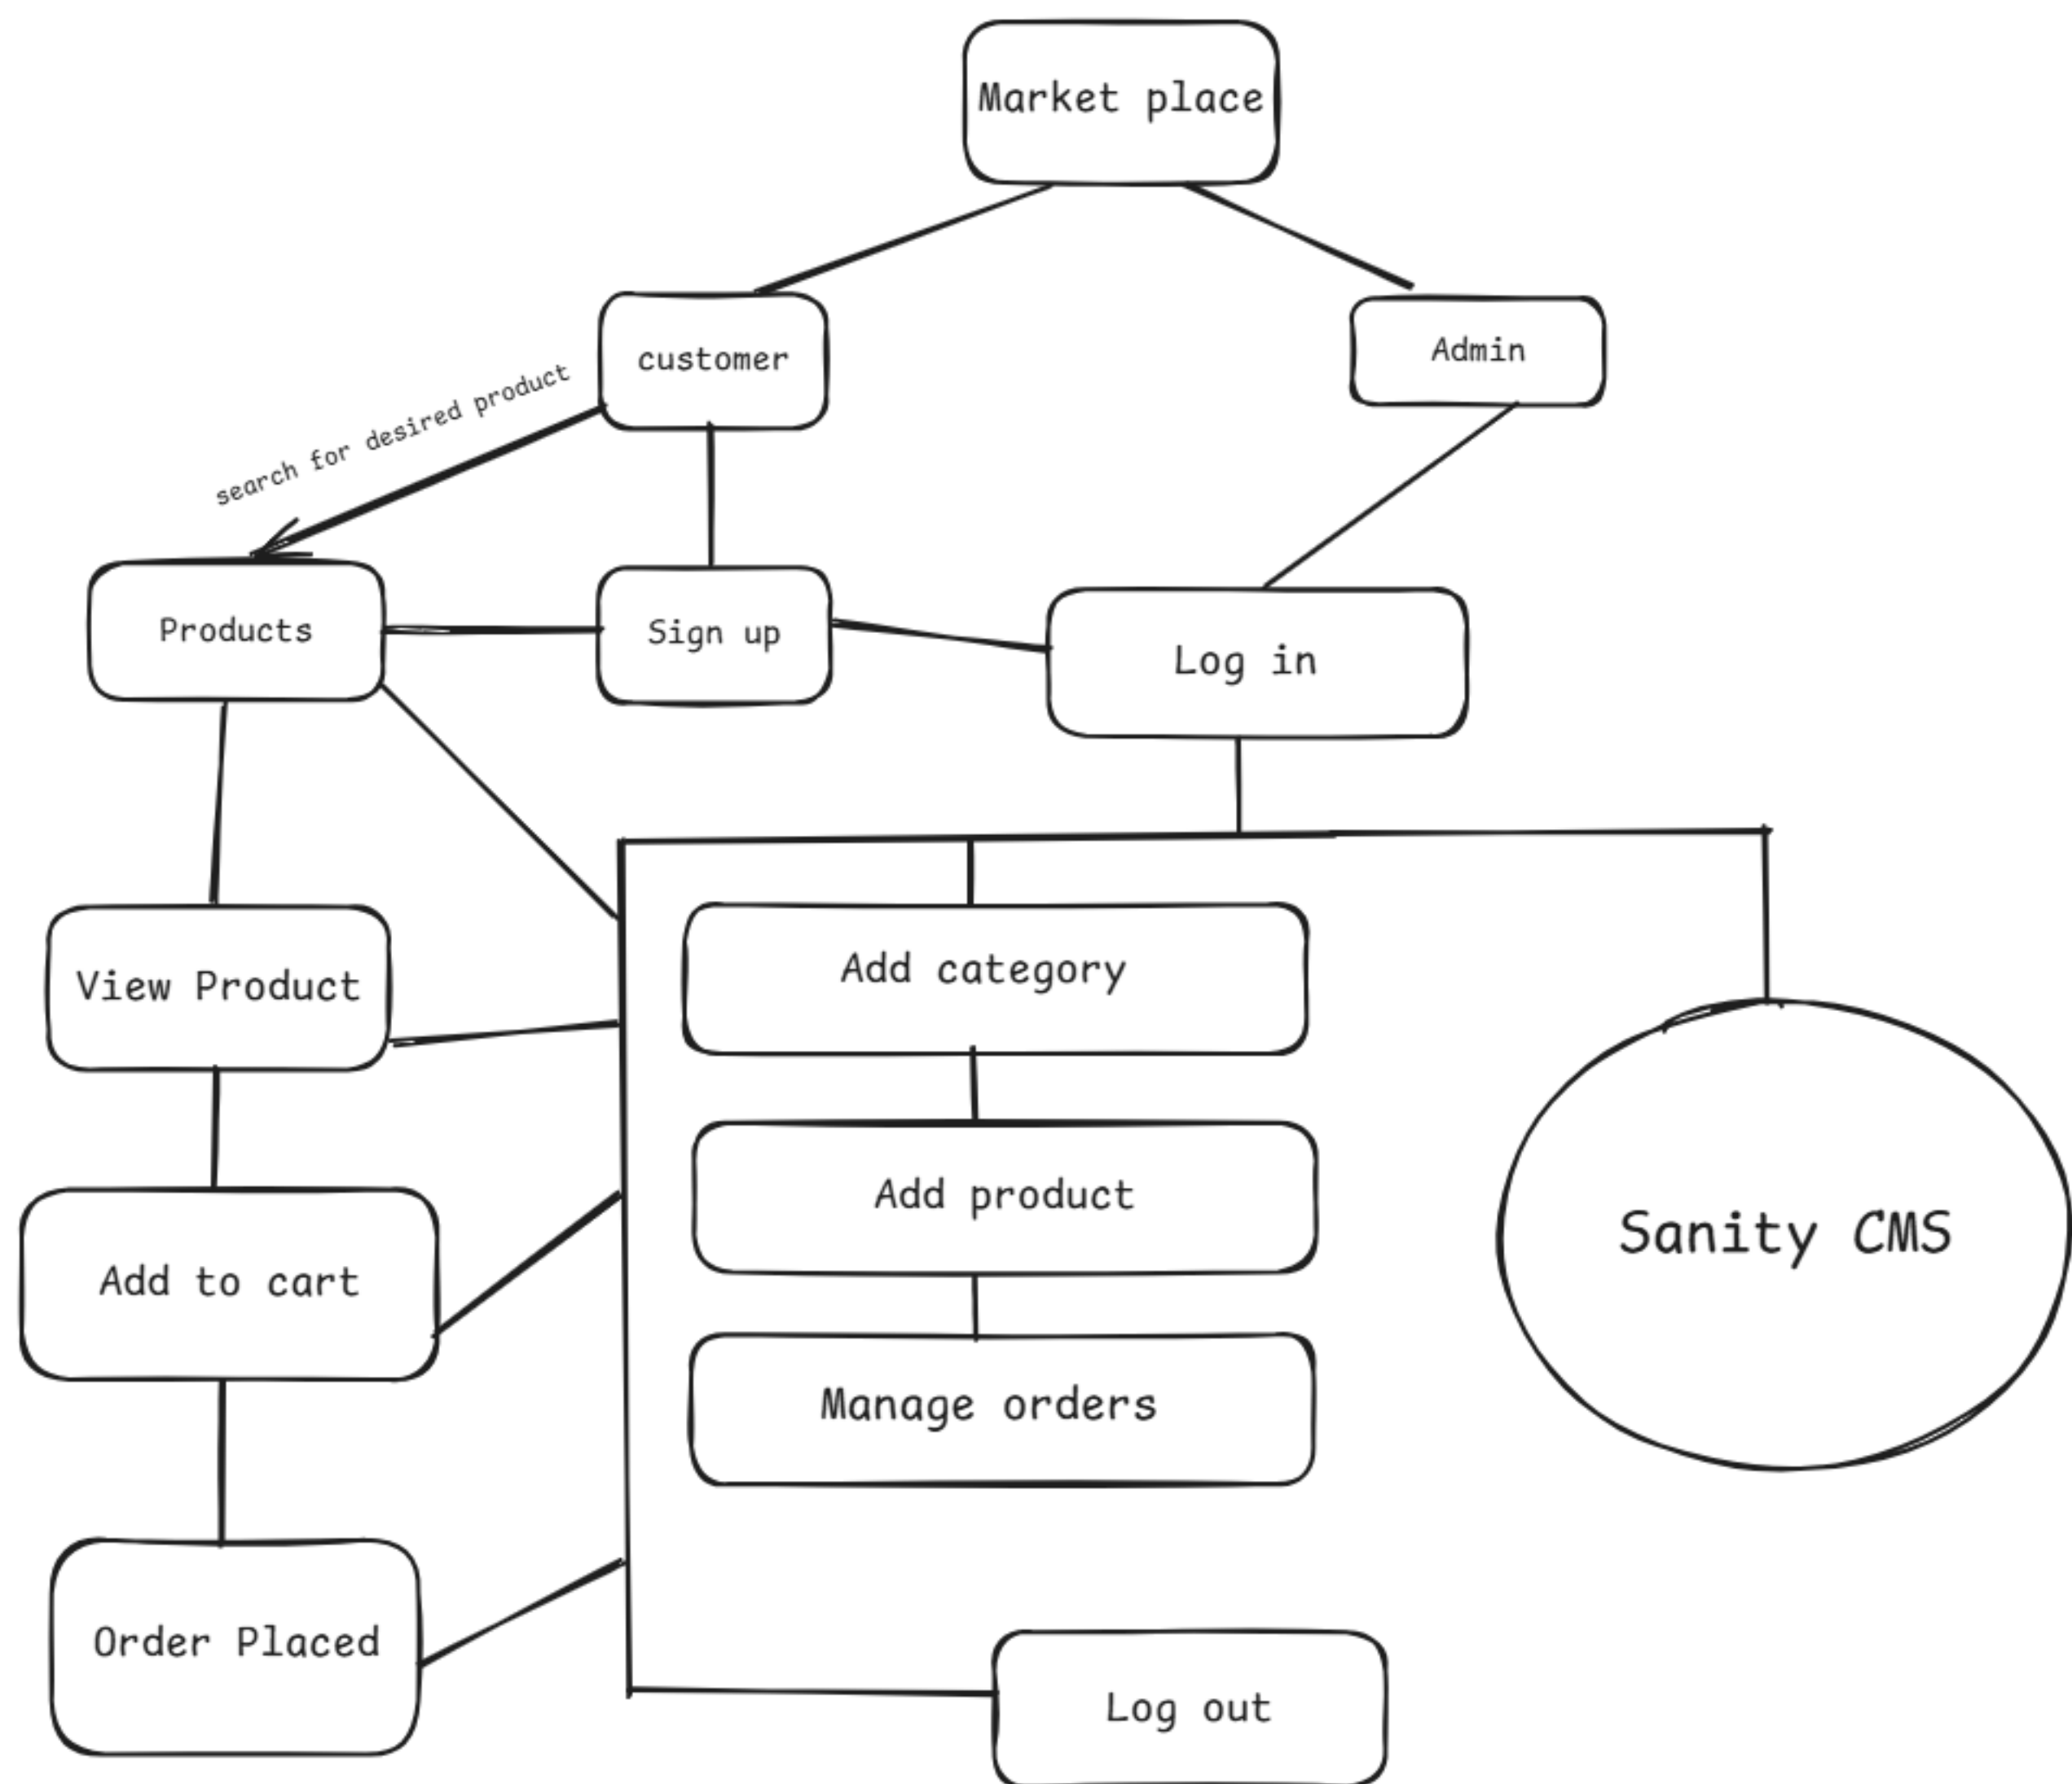 Market place
customer
Admin
search for desired product
Products
Sign up
Log in
View Product
Add category
Add product
Sanity CMS
Add to cart
Manage orders
Order Placed
Log out